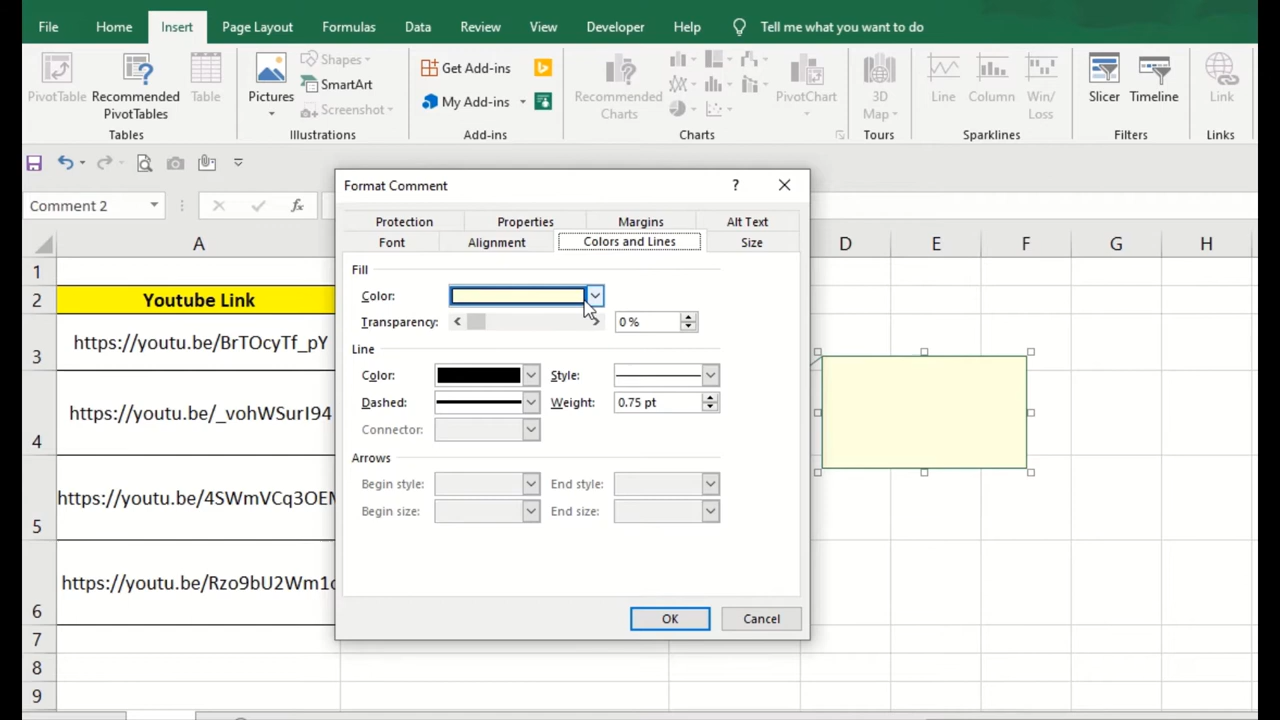 File Home Insert Page Layout Formulas Data Review View Developer Help Tell me what you want to do
PivotTable
Recommended
PivotTables
Table
Tables
Pictures
Shapes
SmartArt
Screenshot
Illustrations
Get Add-ins
My Add-ins
Add-ins
Recommended
Charts
PivotChart
Charts
3D
Map
Tours
Line
Column
Win/
Loss
Sparklines
Slicer
Timeline
Filters
Link
Links
Comment 2
fx
A D E F G H
1
2 Youtube Link
3 https://youtu.be/BrTOcyTf_pY
4 https://youtu.be/_vohWSurI94
5 https://youtu.be/4SWmVCq3OE
6 https://youtu.be/Rzo9bU2Wm1
7
8
9
Format Comment ?
Protection Properties Margins Alt Text
Font Alignment Colors and Lines Size
Fill
Color:
Transparency: 0 %
Line
Color: Style:
Dashed: Weight: 0.75 pt
Connector:
Arrows
Begin style: End style:
Begin size: End size:
OK Cancel